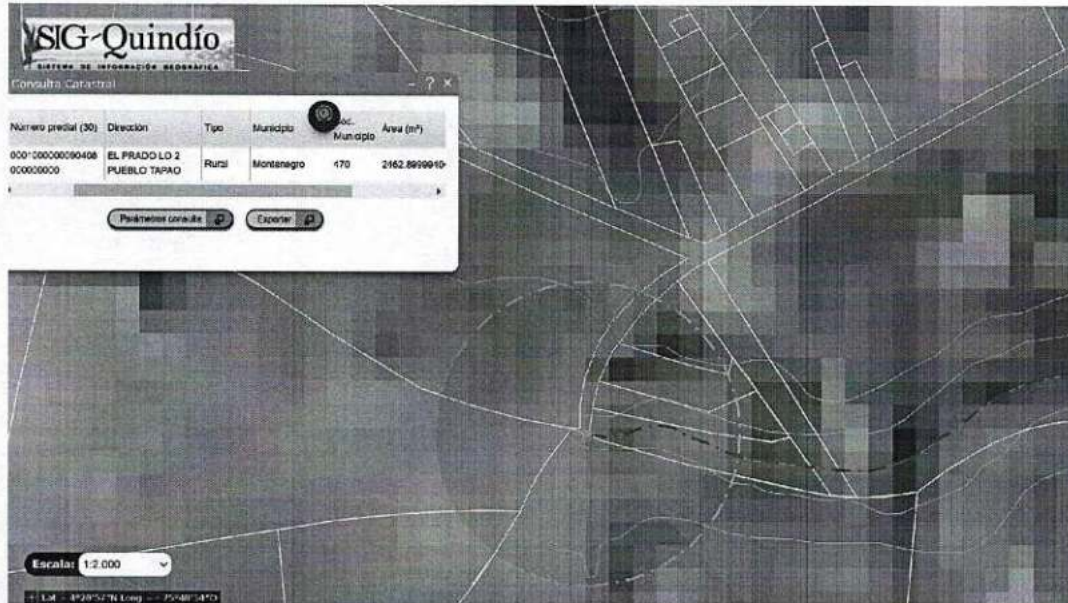 SIG-Quindío
SISTEMA DE INFORMACIÓN GEOGRÁFICA
Consulta Catastral - ? ×
Número predial (30) Dirección Tipo Municipio Municipio Área (m²)
EL PRADO LO 2
000000000 PUEBLO TAPAO Rural Montenegro 470
Parámetros consulta Exportar
Escala: 1:2.000